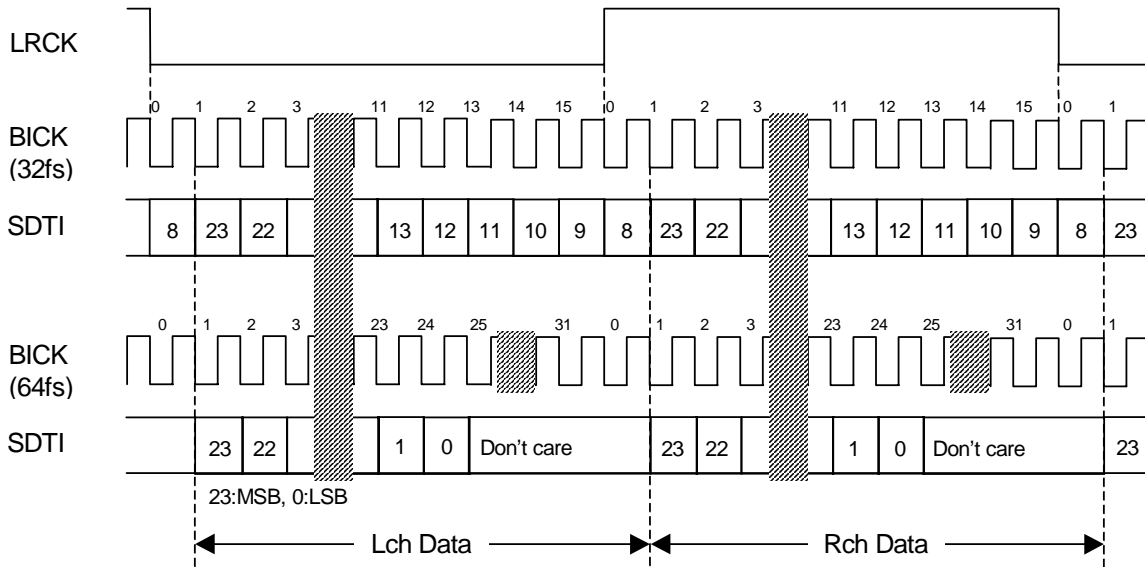 LRCK
0 1 2 3 11 12 13 14 15 0 1 2 3 11 12 13 14 15 0 1
BICK
(32fs)
SDTI
8 23 22 13 12 11 10 9 8 23 22 13 12 11 10 9 8 23
0 1 2 3 23 24 25 31 0 1 2 3 23 24 25 31 0 1
BICK
(64fs)
SDTI
23 22 1 0 Don't care 23 22 1 0 Don't care 23
23:MSB, 0:LSB
Lch Data Rch Data